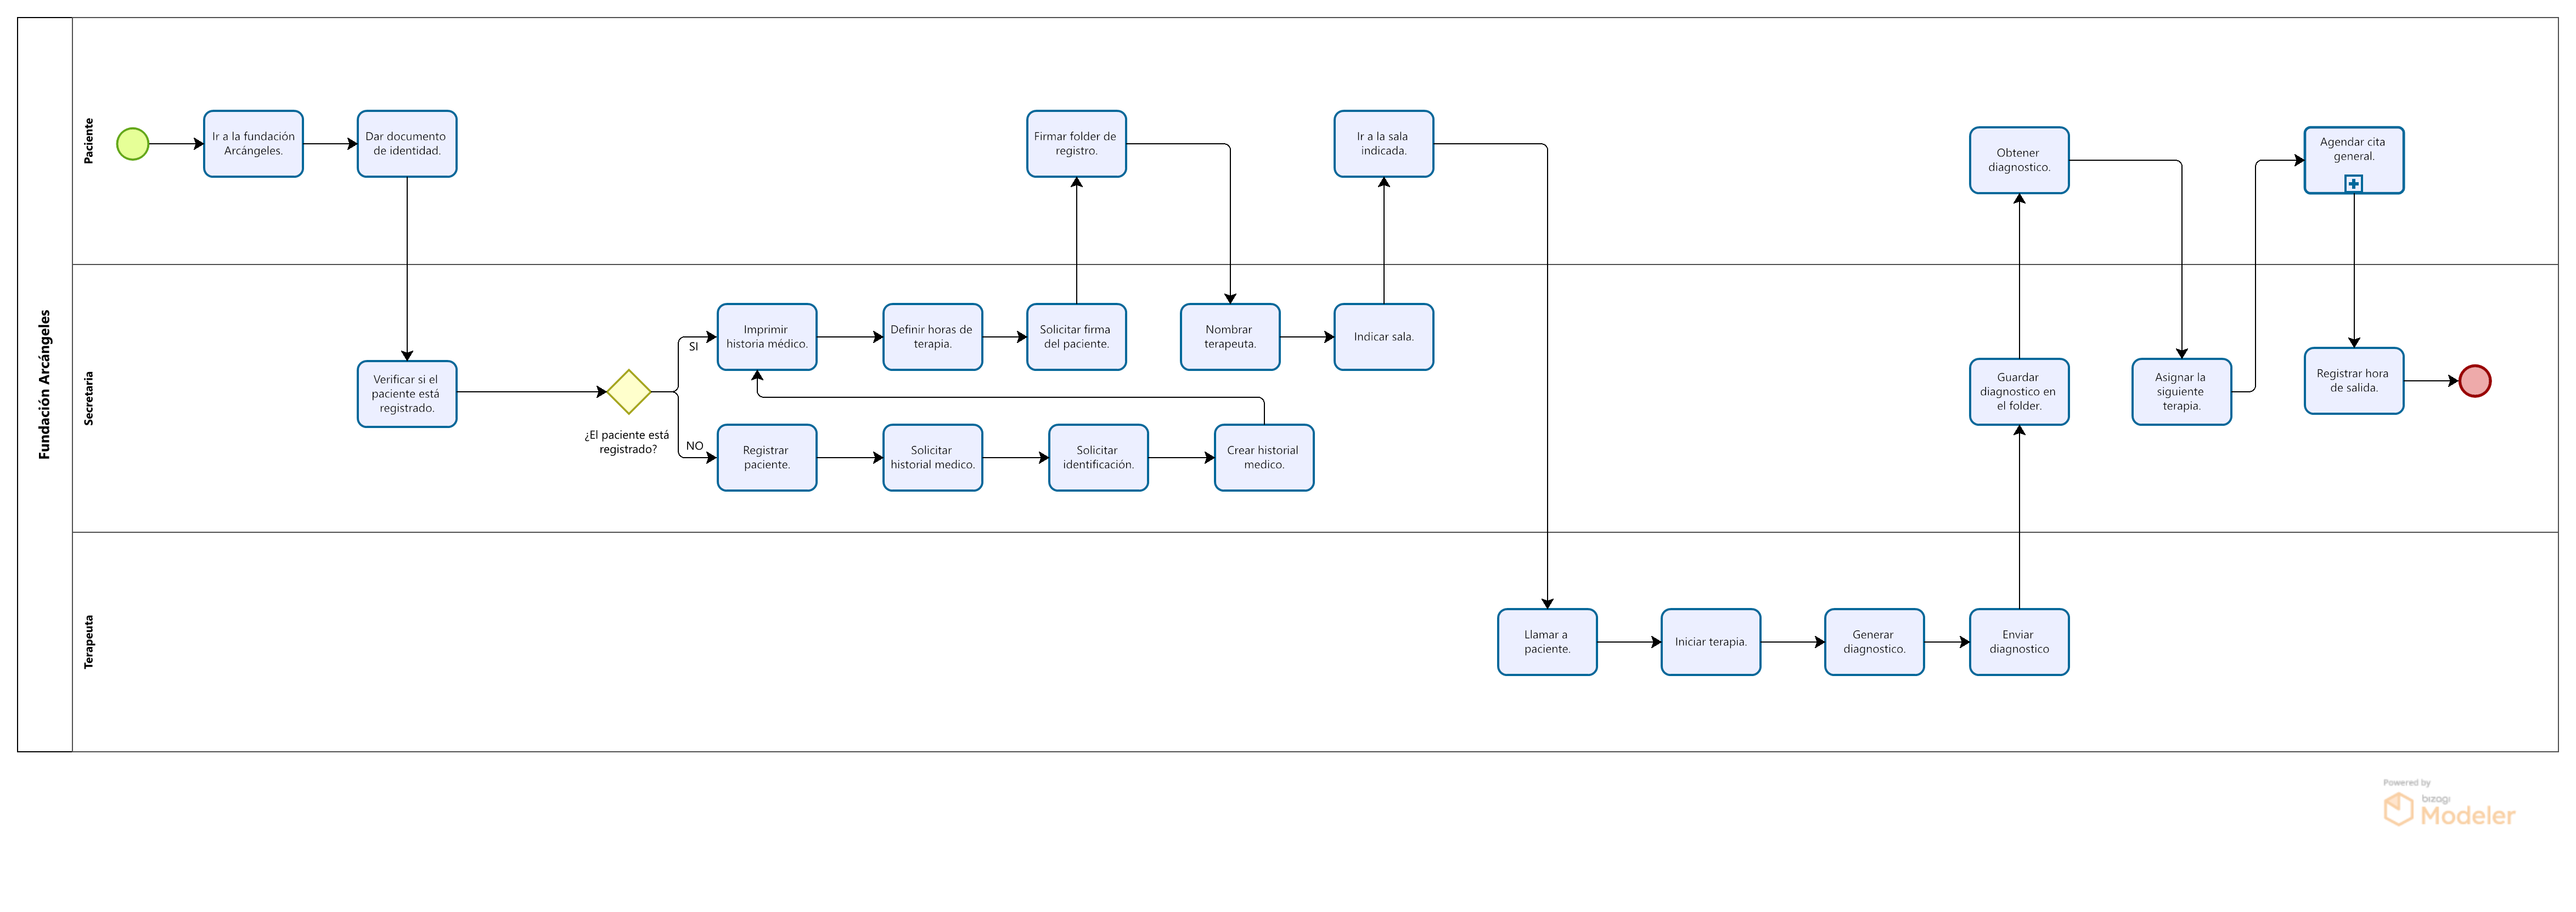 Fundación Arcángeles
Paciente
Ir a la fundación
Arcángeles.
Dar documento
de identidad.
Firmar folder de
registro.
Ir a la sala
indicada.
Obtener
diagnostico.
Agendar cita
general.
Secretaria
Verificar si el
paciente está
registrado.
¿El paciente está
registrado?
SI
Imprimir
historia médico.
Definir horas de
terapia.
Solicitar firma
del paciente.
Nombrar
terapeuta.
Indicar sala.
NO
Registrar
paciente.
Solicitar
historial medico.
Solicitar
identificación.
Crear historial
medico.
Guardar
diagnostico en
el folder.
Asignar la
siguiente
terapia.
Registrar hora
de salida.
Terapeuta
Llamar a
paciente.
Iniciar terapia.
Generar
diagnostico.
Enviar
diagnostico
Powered by
bizagi
Modeler